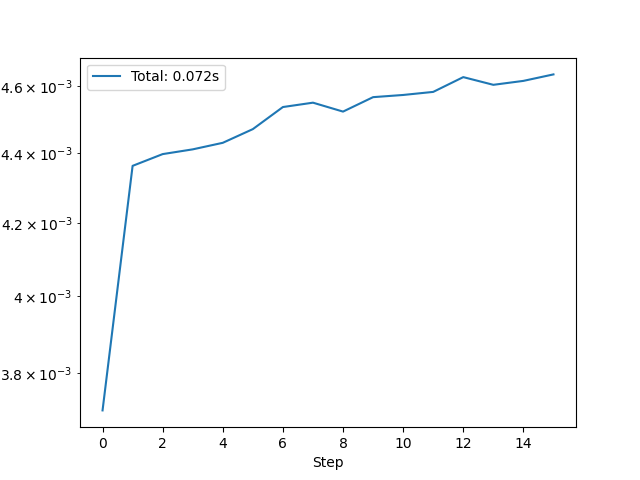 Total: 0.072s
4.6 × 10⁻³
4.4 × 10⁻³
4.2 × 10⁻³
4 × 10⁻³
3.8 × 10⁻³
0 2 4 6 8 10 12 14
Step